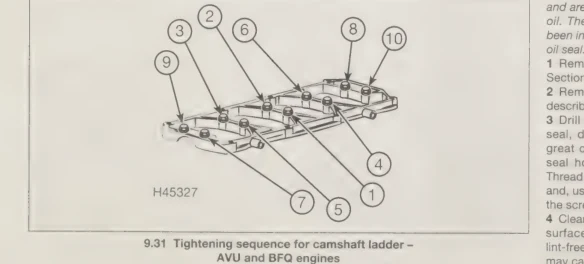 2
6
8
10
3
9
4
1
5
7
H45327
9.31 Tightening sequence for camshaft ladder –
AVU and BFQ engines
and are
oil. The
been in
oil seal.
1 Rem
Section
2 Rem
describ
3 Drill
seal, d
great c
seal ho
Thread
and, us
the scre
4 Clean
surface
lint-free
may ca